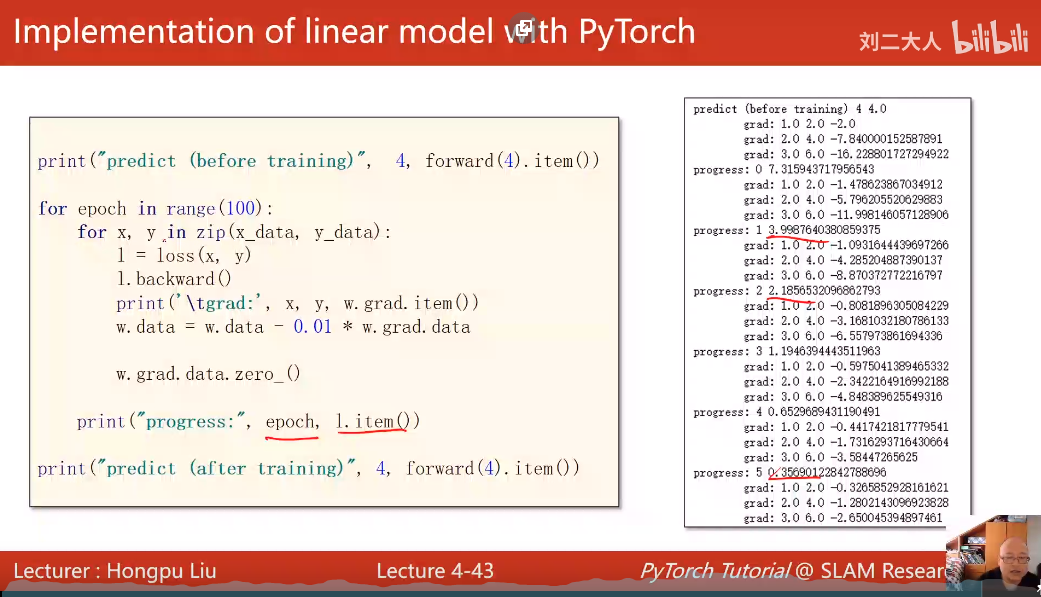 Implementation of linear model with PyTorch
刘二大人 bilibili
print("predict (before training)", 4, forward(4).item())
for epoch in range(100):
for x, y in zip(x_data, y_data):
l = loss(x, y)
l.backward()
print('\tgrad:', x, y, w.grad.item())
w.data = w.data - 0.01 * w.grad.data
w.grad.data.zero_()
print("progress:", epoch, l.item())
print("predict (after training)", 4, forward(4).item())
predict (before training) 4 4.0
grad: 1.0 2.0 -2.0
grad: 2.0 4.0 -7.840000152587891
grad: 3.0 6.0 -16.228801727294922
progress: 0 7.315943717956543
grad: 1.0 2.0 -1.478623867034912
grad: 2.0 4.0 -5.796205520629883
grad: 3.0 6.0 -11.998146057128906
progress: 1 3.9987640380859375
grad: 1.0 2.0 -1.0931644439697266
grad: 2.0 4.0 -4.285204887390137
grad: 3.0 6.0 -8.870372772216797
progress: 2 2.1856532096862793
grad: 1.0 2.0 -0.8081896305084229
grad: 2.0 4.0 -3.1681032180786133
grad: 3.0 6.0 -6.557973861694336
progress: 3 1.1946394443511963
grad: 1.0 2.0 -0.5975041389465332
grad: 2.0 4.0 -2.3422164916992188
grad: 3.0 6.0 -4.848389625549316
progress: 4 0.6529689431190491
grad: 1.0 2.0 -0.4417421817779541
grad: 2.0 4.0 -1.7316293716430664
grad: 3.0 6.0 -3.58447265625
progress: 5 0.35690122842788696
grad: 1.0 2.0 -0.3265852928161621
grad: 2.0 4.0 -1.2802143096923828
grad: 3.0 6.0 -2.650045394897461
Lecturer : Hongpu Liu
Lecture 4-43
PyTorch Tutorial @ SLAM Resear